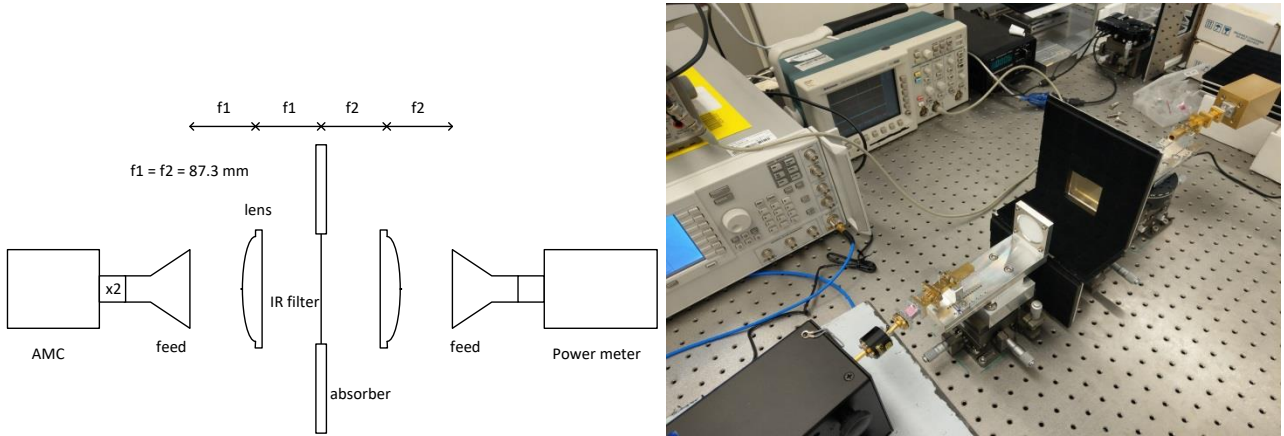 f1 f1 f2 f2
f1 = f2 = 87.3 mm
lens
x2
IR filter
AMC
feed
feed
Power meter
absorber